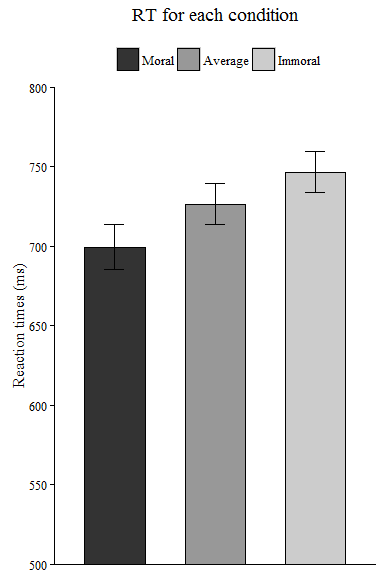 RT for each condition
Moral Average Immoral
Reaction times (ms)
800
750
700
650
600
550
500